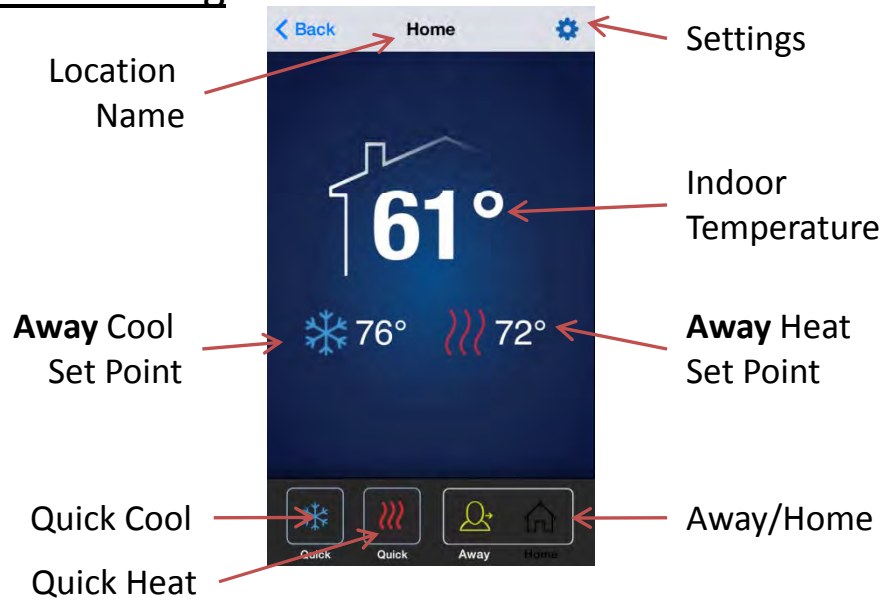 Back Home
Settings
Location
Name
Indoor
Temperature
61°
Away Cool
Set Point
76° 72°
Away Heat
Set Point
Quick Cool
Quick Heat
Away/Home
Quick Quick Away Home